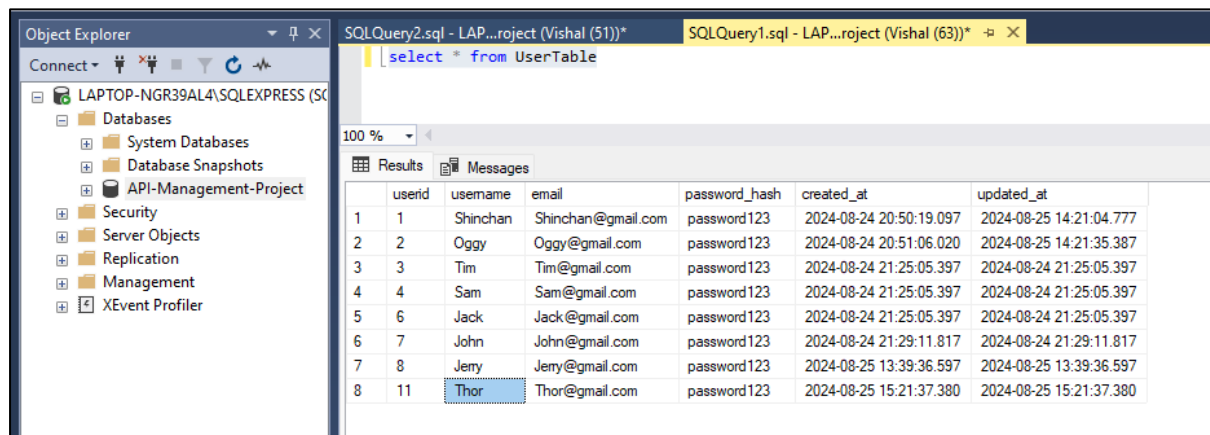 Object Explorer
Connect
LAPTOP-NGR39AL4\SQLEXPRESS (SQ
Databases
System Databases
Database Snapshots
API-Management-Project
Security
Server Objects
Replication
Management
XEvent Profiler
SQLQuery2.sql - LAP...roject (Vishal (51))*
SQLQuery1.sql - LAP...roject (Vishal (63))*
select * from UserTable
100 %
Results Messages
userid username email password_hash created_at updated_at
1 1 Shinchan Shinchan@gmail.com password123 2024-08-24 20:50:19.097 2024-08-25 14:21:04.777
2 2 Oggy Oggy@gmail.com password123 2024-08-24 20:51:06.020 2024-08-25 14:21:35.387
3 3 Tim Tim@gmail.com password123 2024-08-24 21:25:05.397 2024-08-24 21:25:05.397
4 4 Sam Sam@gmail.com password123 2024-08-24 21:25:05.397 2024-08-24 21:25:05.397
5 6 Jack Jack@gmail.com password123 2024-08-24 21:25:05.397 2024-08-24 21:25:05.397
6 7 John John@gmail.com password123 2024-08-24 21:29:11.817 2024-08-24 21:29:11.817
7 8 Jerry Jerry@gmail.com password123 2024-08-25 13:39:36.597 2024-08-25 13:39:36.597
8 11 Thor Thor@gmail.com password123 2024-08-25 15:21:37.380 2024-08-25 15:21:37.380